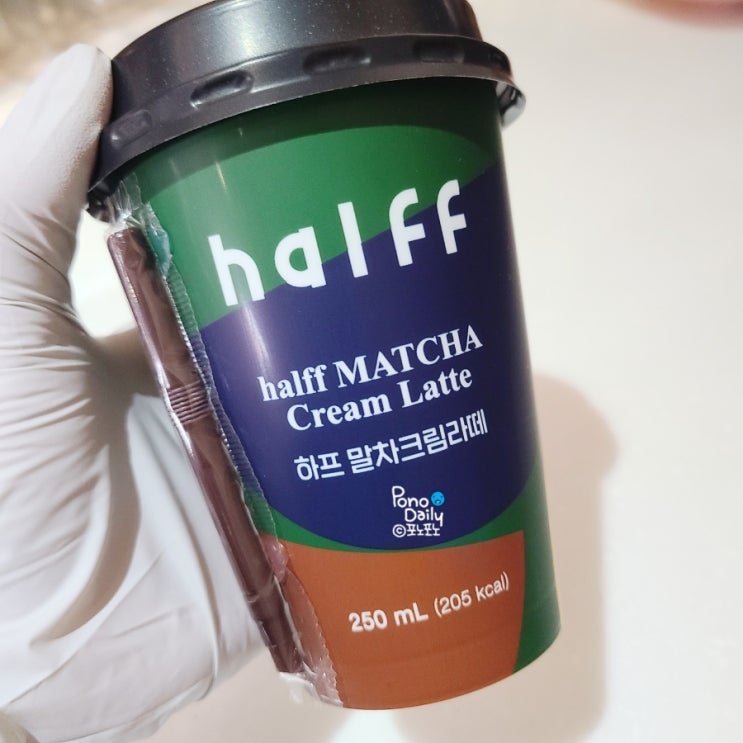 halff
halff MATCHA
Cream Latte
하프 말차크림라떼
Pono
Daily
©포노포노
250 mL (205 kcal)